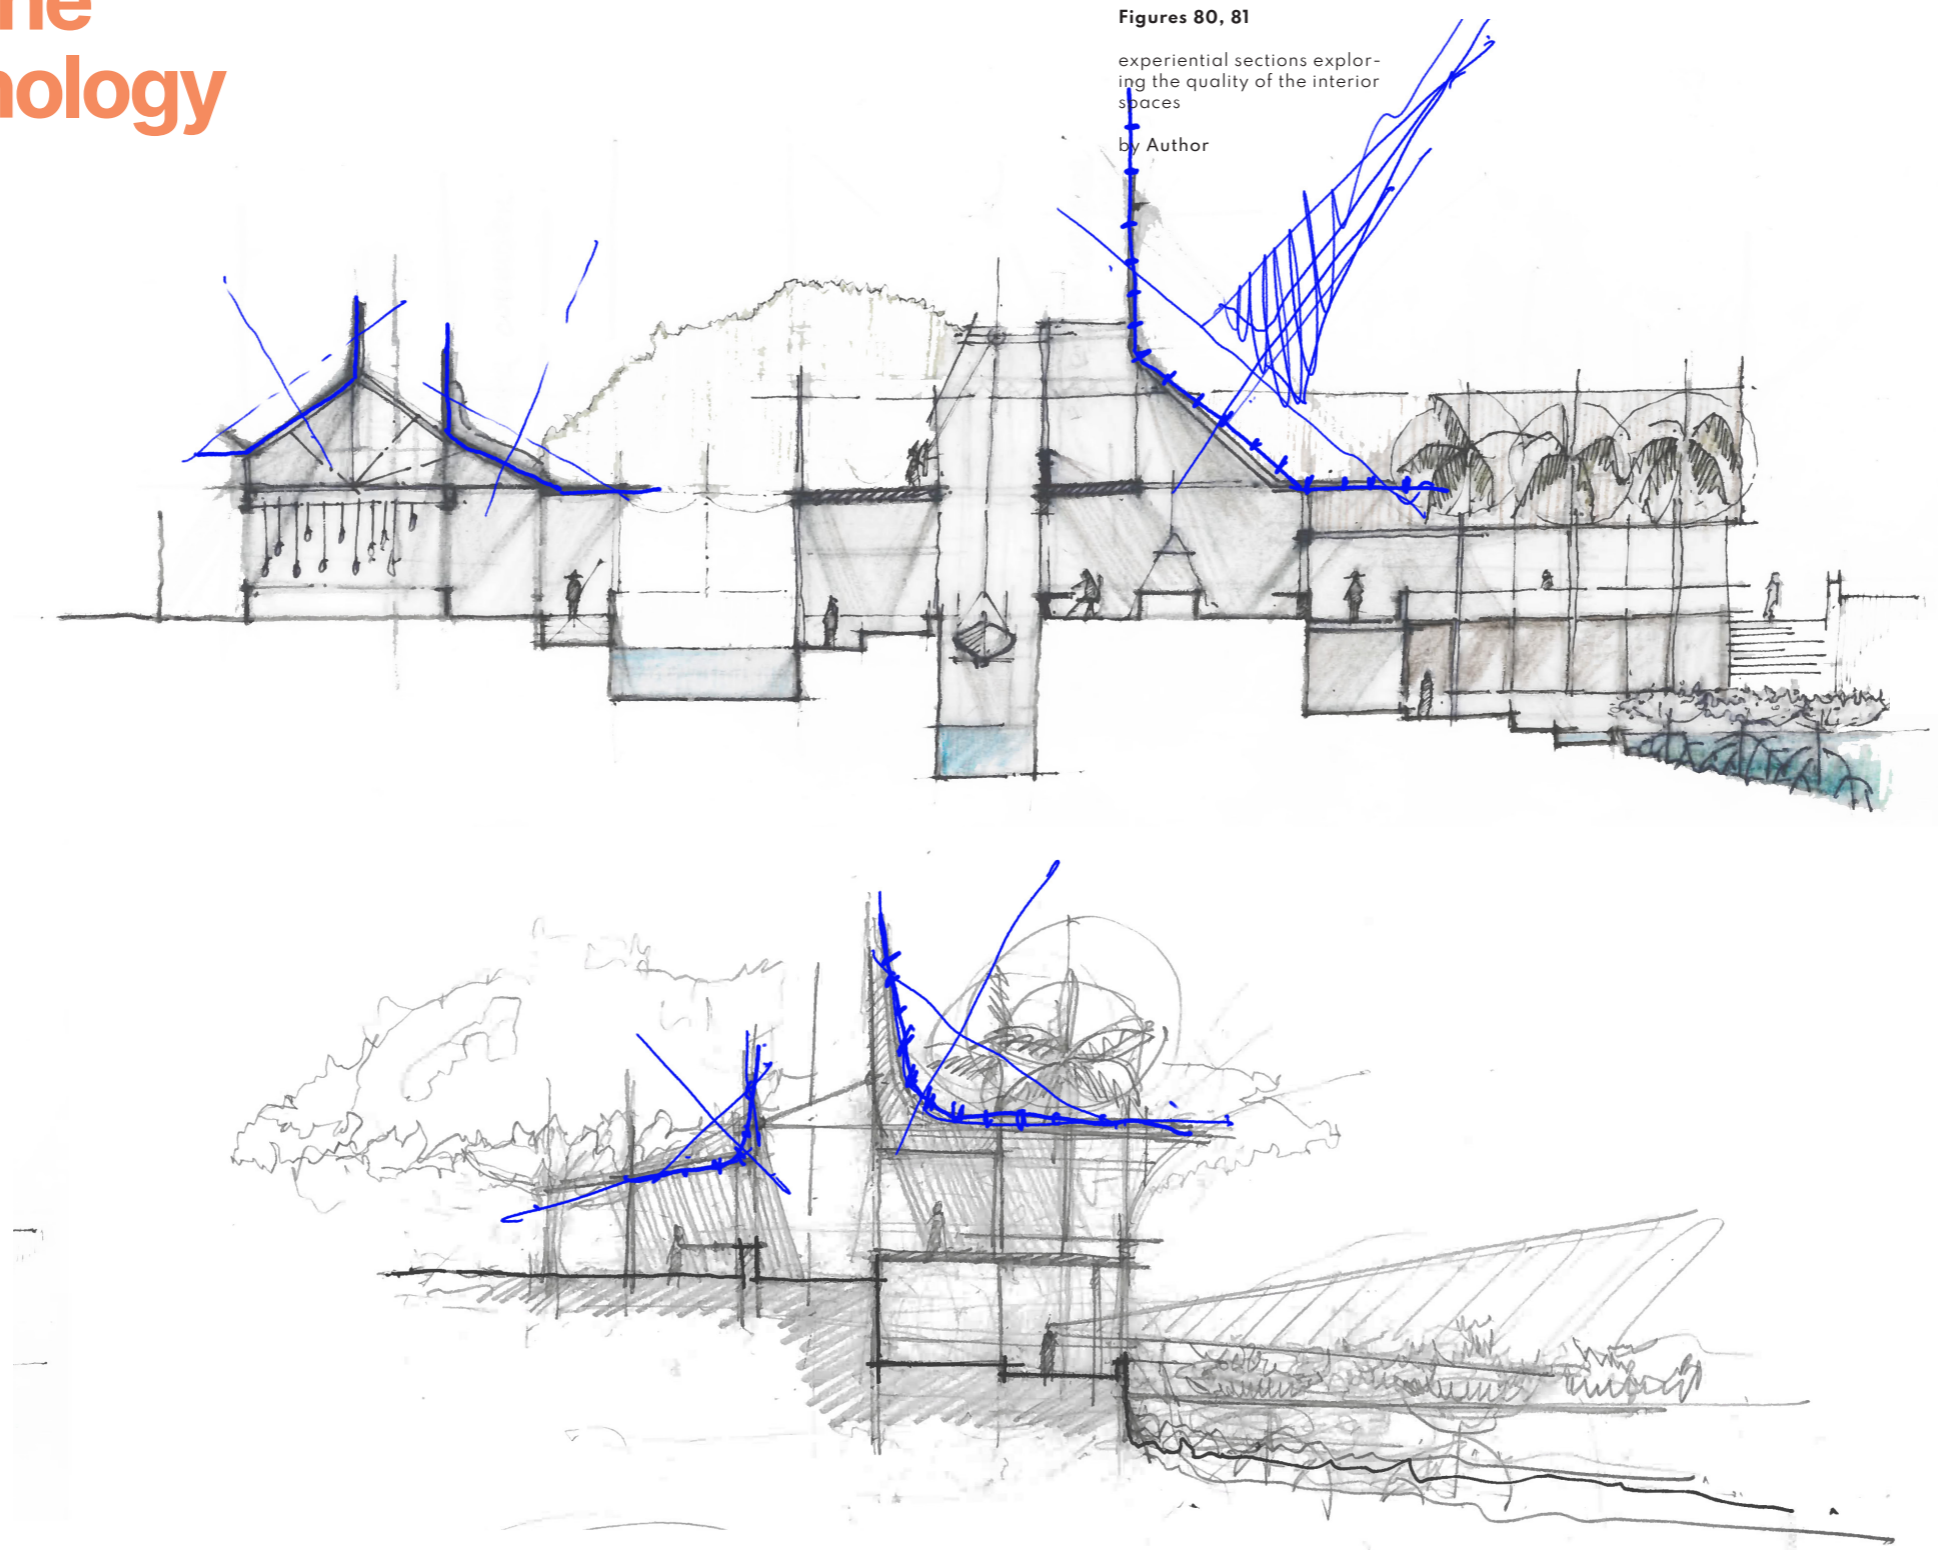 ne
nology
Figures 80, 81
experiential sections explor-
ing the quality of the interior
spaces
by Author